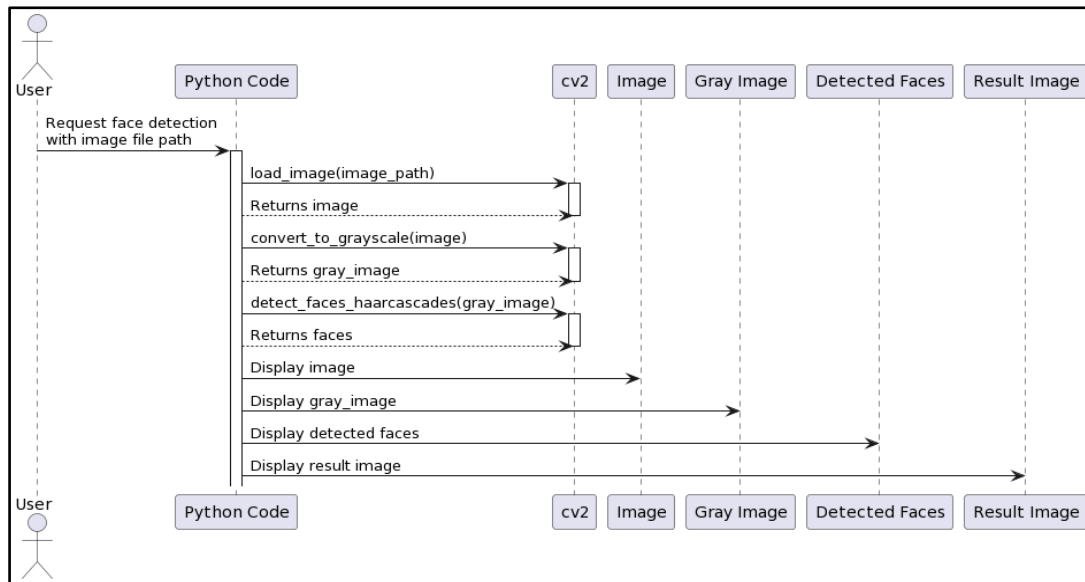 User
Python Code
cv2
Image
Gray Image
Detected Faces
Result Image
Request face detection
with image file path
load_image(image_path)
Returns image
convert_to_grayscale(image)
Returns gray_image
detect_faces_haarcascades(gray_image)
Returns faces
Display image
Display gray_image
Display detected faces
Display result image
User
Python Code
cv2
Image
Gray Image
Detected Faces
Result Image